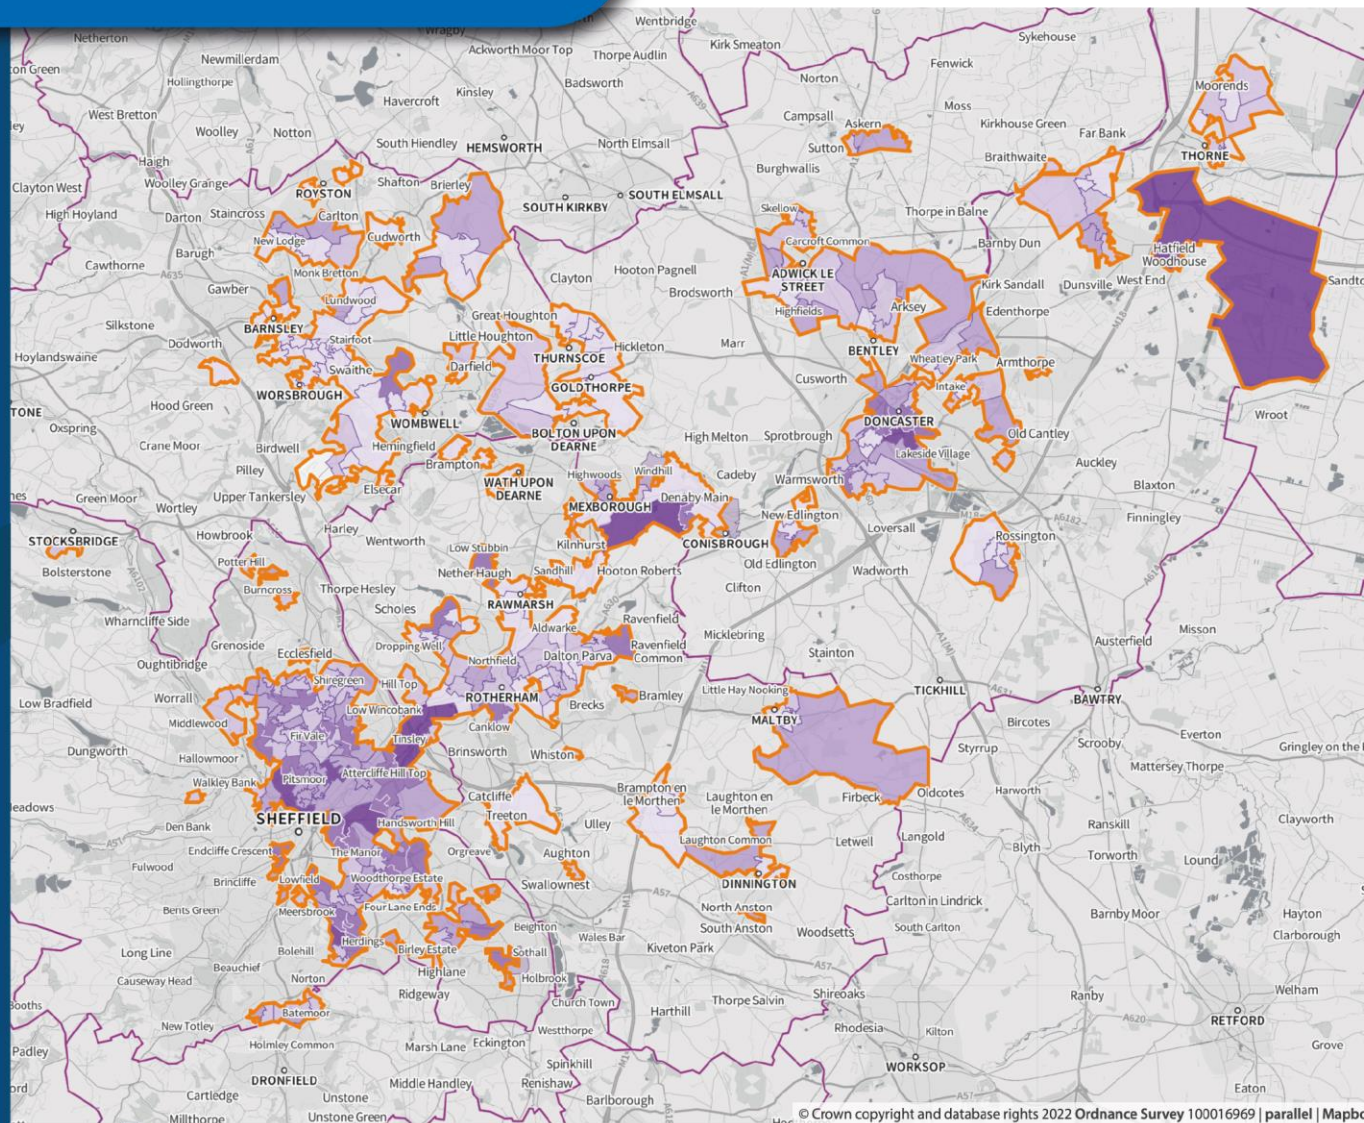 Wentbridge
Netherton
Wragby
Ackworth Moor Top
Thorpe Audlin
Kirk Smeaton
Sykehouse
Newmillerdam
Fenwick
Hollingthorpe
Kinsley
Badsworth
Norton
Moorends
Havercroft
West Bretton
Moss
Campsall
Askern
Kirkhouse Green
Woolley
Notton
Far Bank
South Hiendley
HEMSWORTH
North Elmsall
Sutton
THORNE
Haigh
Braithwaite
Burghwallis
Clayton West
Woolley Grange
Shafton
Brierley
ROYSTON
SOUTH ELMSALL
SOUTH KIRKBY
High Hoyland
Darton
Staincross
Carlton
Skellow
Thorpe in Balne
New Lodge
Cudworth
Carcroft Common
Barnby Dun
Hatfield
Woodhouse
Barugh
Cawthorne
A635
Monk Bretton
Clayton
Hooton Pagnell
ADWICK LE
STREET
Kirk Sandall
Dunsville
West End
Gawber
Lundwood
Brodsworth
Arksey
Edenthorpe
Highfields
M18
Silkstone
BARNSLEY
Great Houghton
Little Houghton
Dodworth
Stairfoot
Hickleton
Marr
BENTLEY
Hoylandswaine
THURNSCOE
Wheatley Park
Armthorpe
Swaithe
Darfield
Cusworth
Intake
WORSBROUGH
GOLDTHORPE
Hood Green
Wroot
WOMBWELL
DONCASTER
Oxspring
Crane Moor
Birdwell
Hemingfield
BOLTON UPON
DEARNE
High Melton
Sprotbrough
Old Cantley
Lakeside Village
Pilley
Brampton
Auckley
Highwoods
Windhill
Cadeby
Warmsworth
Upper Tankersley
Elsecar
WATH UPON
DEARNE
Blaxton
Green Moor
Wortley
MEXBOROUGH
Denaby Main
New Edlington
Finningley
A6182
Harley
Loversall
STOCKSBRIDGE
Howbrook
Wentworth
Kilnhurst
CONISBROUGH
Rossington
Low Stubbin
Potter Hill
Old Edlington
Bolsterstone
Nether Haugh
Sandhill
Hooton Roberts
Wadworth
Burncross
Thorpe Hesley
Clifton
RAWMARSH
Scholes
Wharncliffe Side
Ravenfield
Misson
Aldwarke
Micklebring
Austerfield
Grenoside
Dropping Well
Ravenfield
Common
Stainton
Oughtibridge
Ecclesfield
Northfield
Dalton Parva
Shiregreen
Hill Top
TICKHILL
Little Hay Nooking
Worrall
ROTHERHAM
Bramley
BAWTRY
Low Bradfield
Low Wincobank
Brecks
Middlewood
MALTBY
Bircotes
Canklow
Fir Vale
Tinsley
Everton
Dungworth
Scrooby
Styrrup
Gringley on the
Hallowmoor
Brinsworth
Whiston
Mattersey Thorpe
Walkley Bank
Pitsmoor
Attercliffe Hill Top
Harworth
Catcliffe
Brampton en
le Morthen
Laughton en
le Morthen
Firbeck
Oldcotes
A634
Treeton
SHEFFIELD
Handsworth Hill
Ulley
Ranskill
Clayworth
Den Bank
Langold
Laughton Common
Letwell
Endcliffe Crescent
The Manor
Orgreave
Aughton
Blyth
Torworth
Lound
Fulwood
Brincliffe
Lowfield
Woodthorpe Estate
Swallownest
DINNINGTON
Costhorpe
A57
Carlton in Lindrick
Bents Green
Meersbrook
Four Lane Ends
North Anston
Barnby Moor
Hayton
South Anston
Beighton
South Carlton
Clarborough
Herdings
Wales Bar
Woodsetts
Long Line
Bolehill
Birley Estate
Sothall
Kiveton Park
Beauchief
A57
Highlane
Holbrook
Causeway Head
Norton
Welham
Ridgeway
Shireoaks
Ranby
Church Town
Thorpe Salvin
Batemoor
Harthill
A620
RETFORD
New Totley
Rhodesia
Kilton
Westthorpe
Holmley Common
Marsh Lane
Eckington
Grove
Padley
Spinkhill
WORKSOP
DRONFIELD
Middle Handley
Renishaw
Eaton
Cartledge
Unstone
Barlborough
A57
Millthorpe
Unstone Green
© Crown copyright and database rights 2022 Ordnance Survey 100016969 | parallel | Mapbo